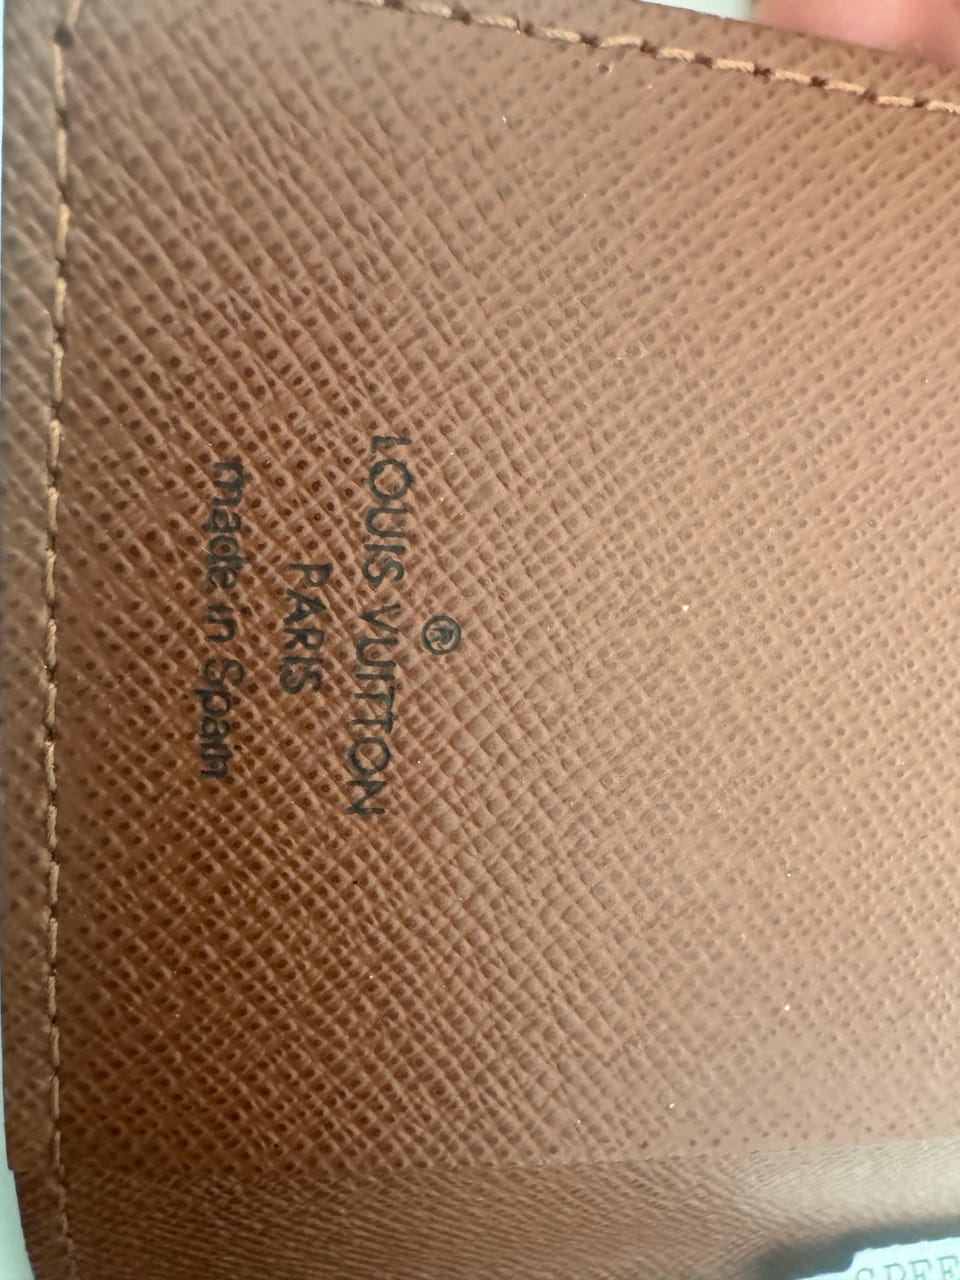 ®
LOUIS VUITTON
PARIS
made in Spain